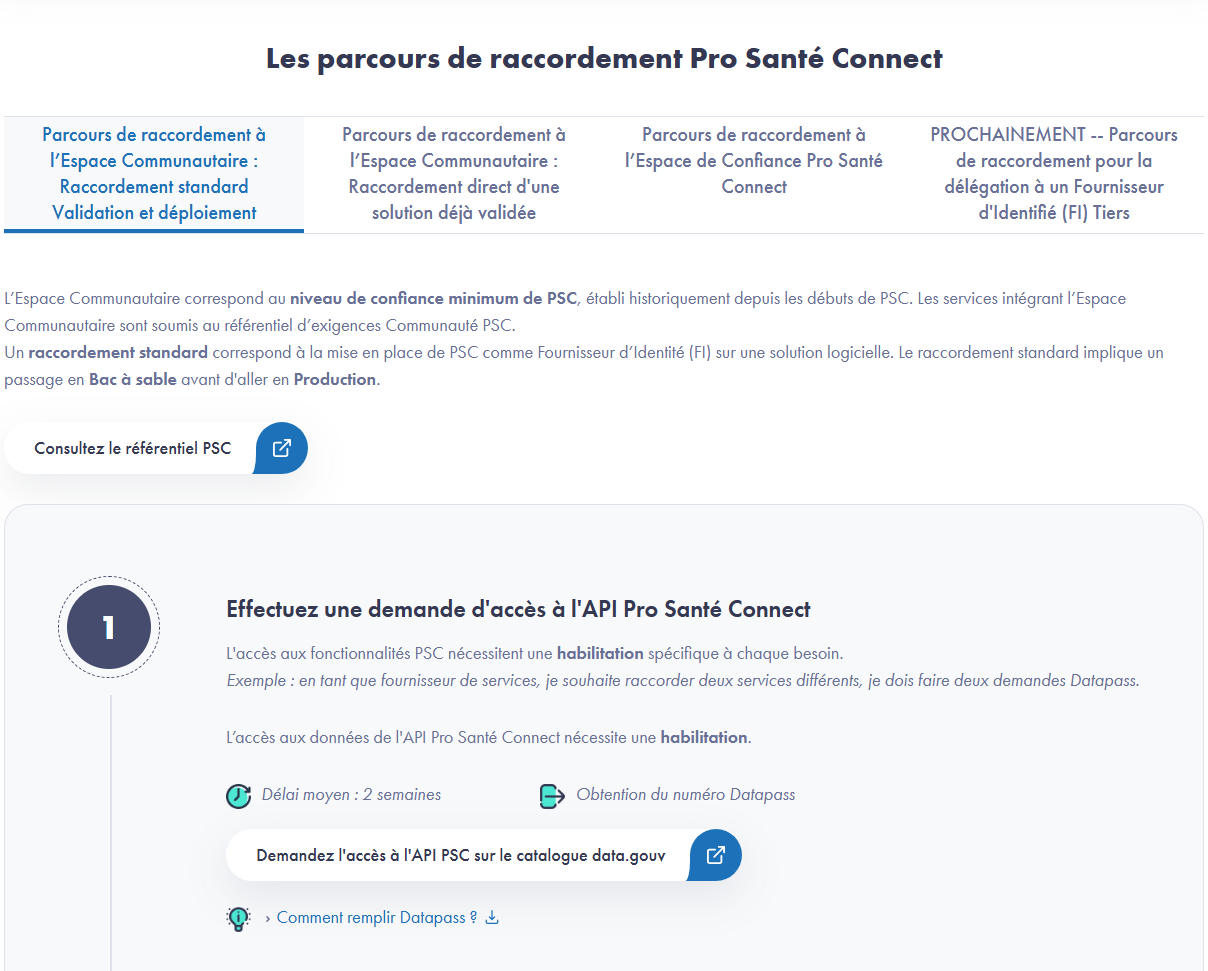 Les parcours de raccordement Pro Santé Connect
Parcours de raccordement à
l’Espace Communautaire :
Raccordement standard
Validation et déploiement
Parcours de raccordement à
l’Espace Communautaire :
Raccordement direct d'une
solution déjà validée
Parcours de raccordement à
l’Espace de Confiance Pro Santé
Connect
PROCHAINEMENT -- Parcours
de raccordement pour la
délégation à un Fournisseur
d'Identifié (FI) Tiers
L’Espace Communautaire correspond au niveau de confiance minimum de PSC, établi historiquement depuis les débuts de PSC. Les services intégrant l’Espace
Communautaire sont soumis au référentiel d’exigences Communauté PSC.
Un raccordement standard correspond à la mise en place de PSC comme Fournisseur d’Identité (FI) sur une solution logicielle. Le raccordement standard implique un
passage en Bac à sable avant d'aller en Production.
Consultez le référentiel PSC
1
Effectuez une demande d'accès à l'API Pro Santé Connect
L'accès aux fonctionnalités PSC nécessitent une habilitation spécifique à chaque besoin.
Exemple : en tant que fournisseur de services, je souhaite raccorder deux services différents, je dois faire deux demandes Datapass.
L’accès aux données de l'API Pro Santé Connect nécessite une habilitation.
Délai moyen : 2 semaines
Obtention du numéro Datapass
Demandez l'accès à l'API PSC sur le catalogue data.gouv
› Comment remplir Datapass ?